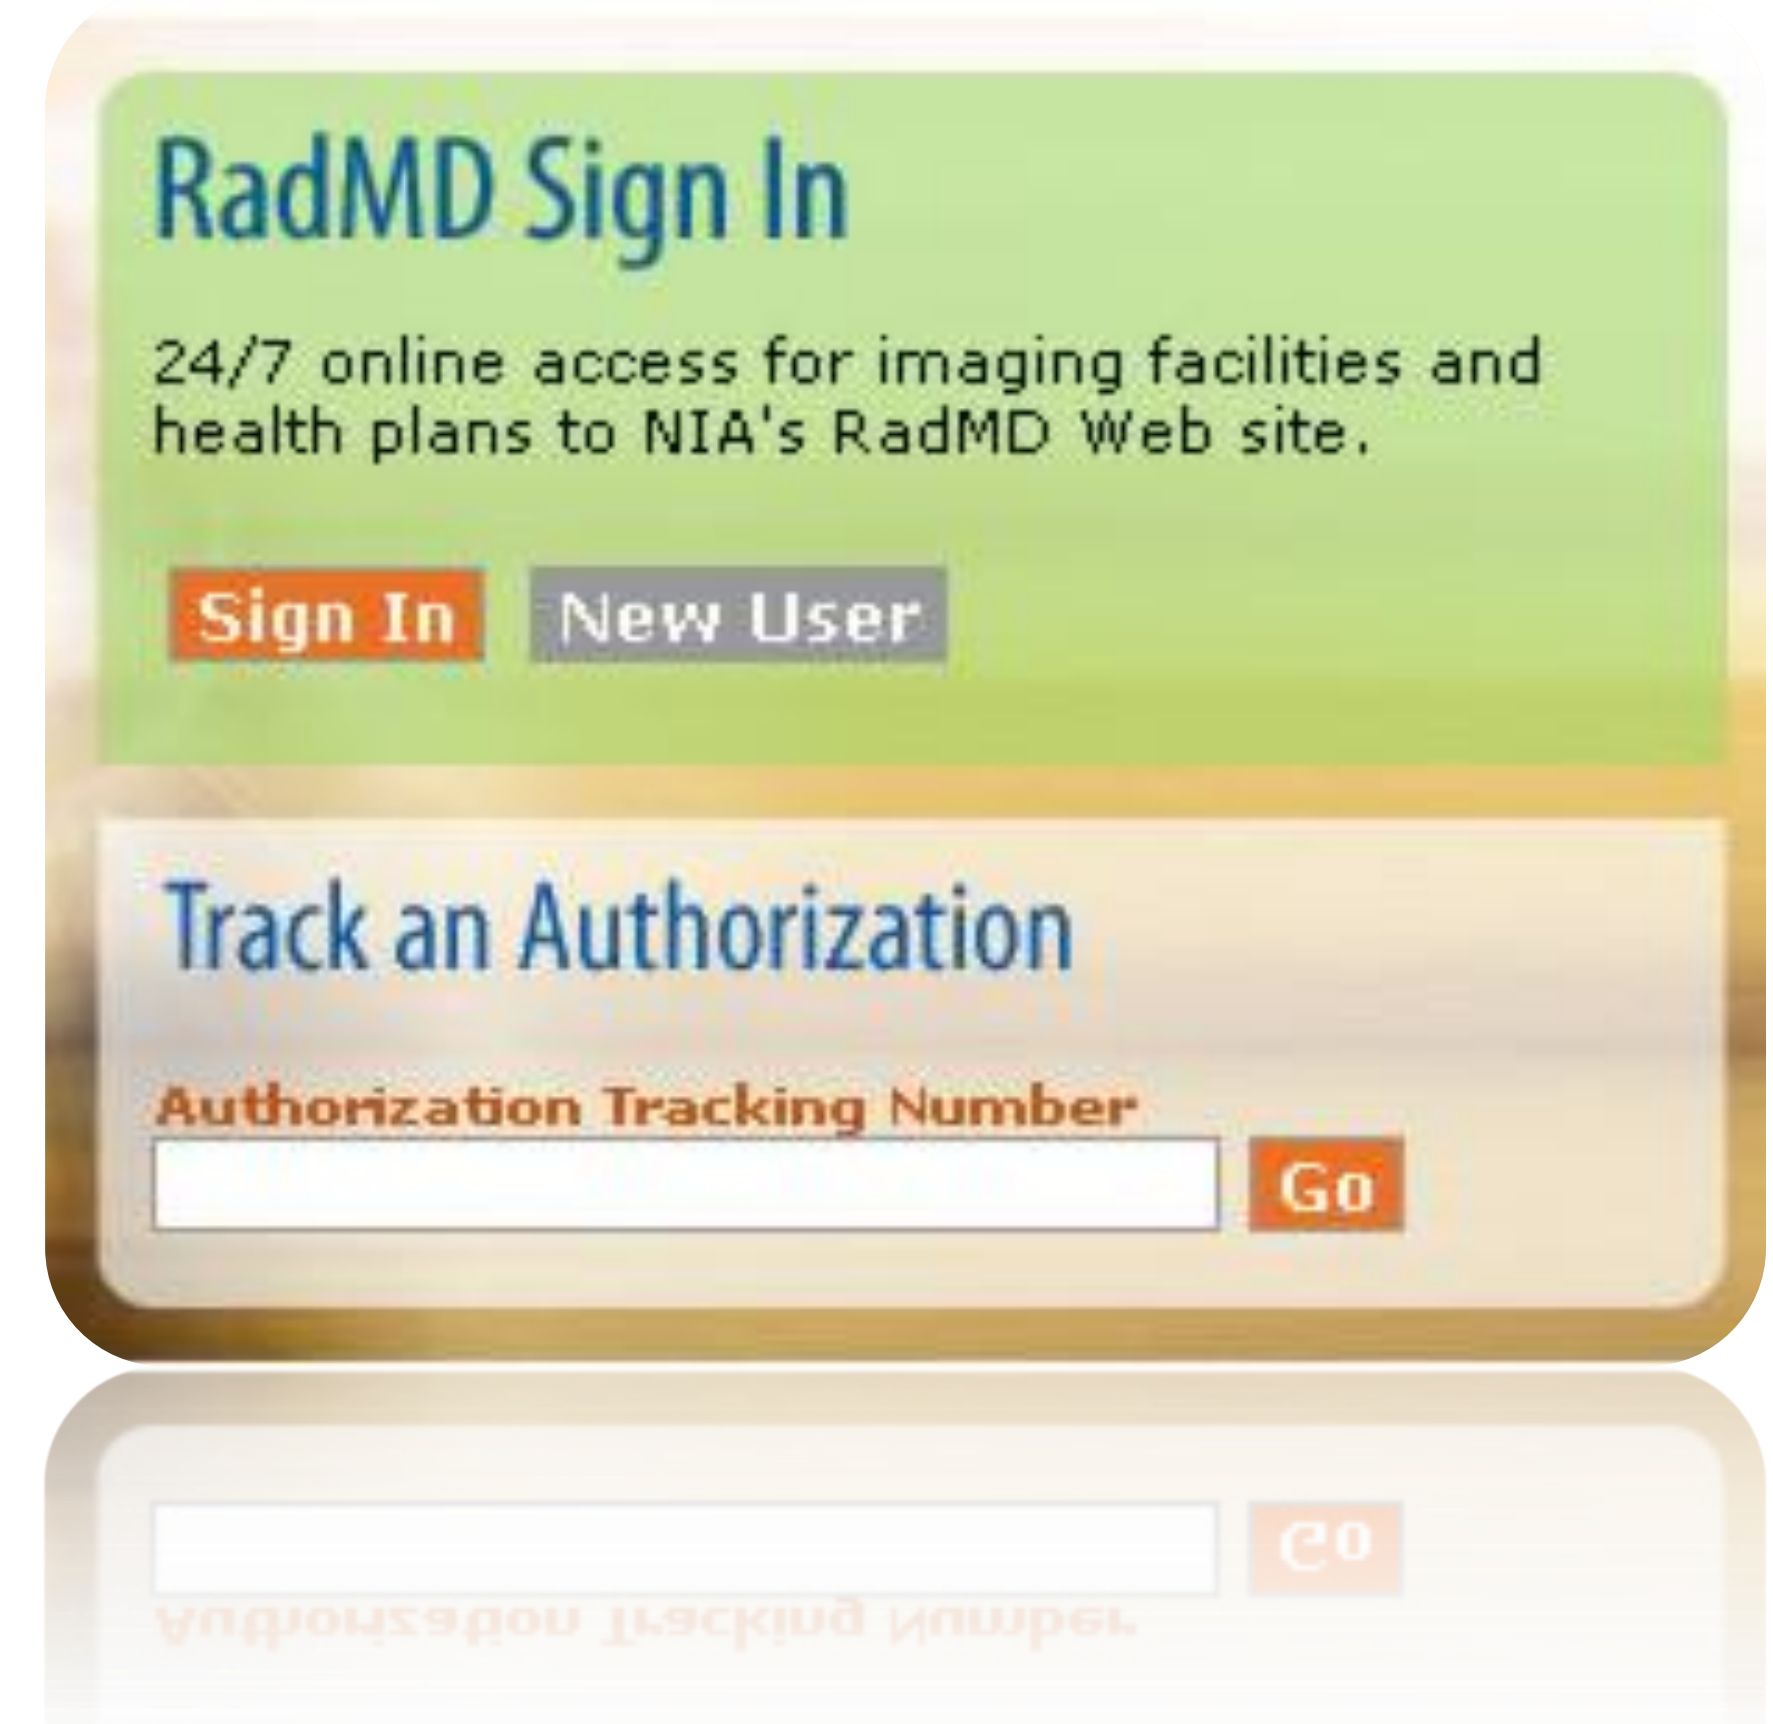 RadMD Sign In
24/7 online access for imaging facilities and
health plans to NIA's RadMD Web site.
Sign In New User
Track an Authorization
Authorization Tracking Number
Go